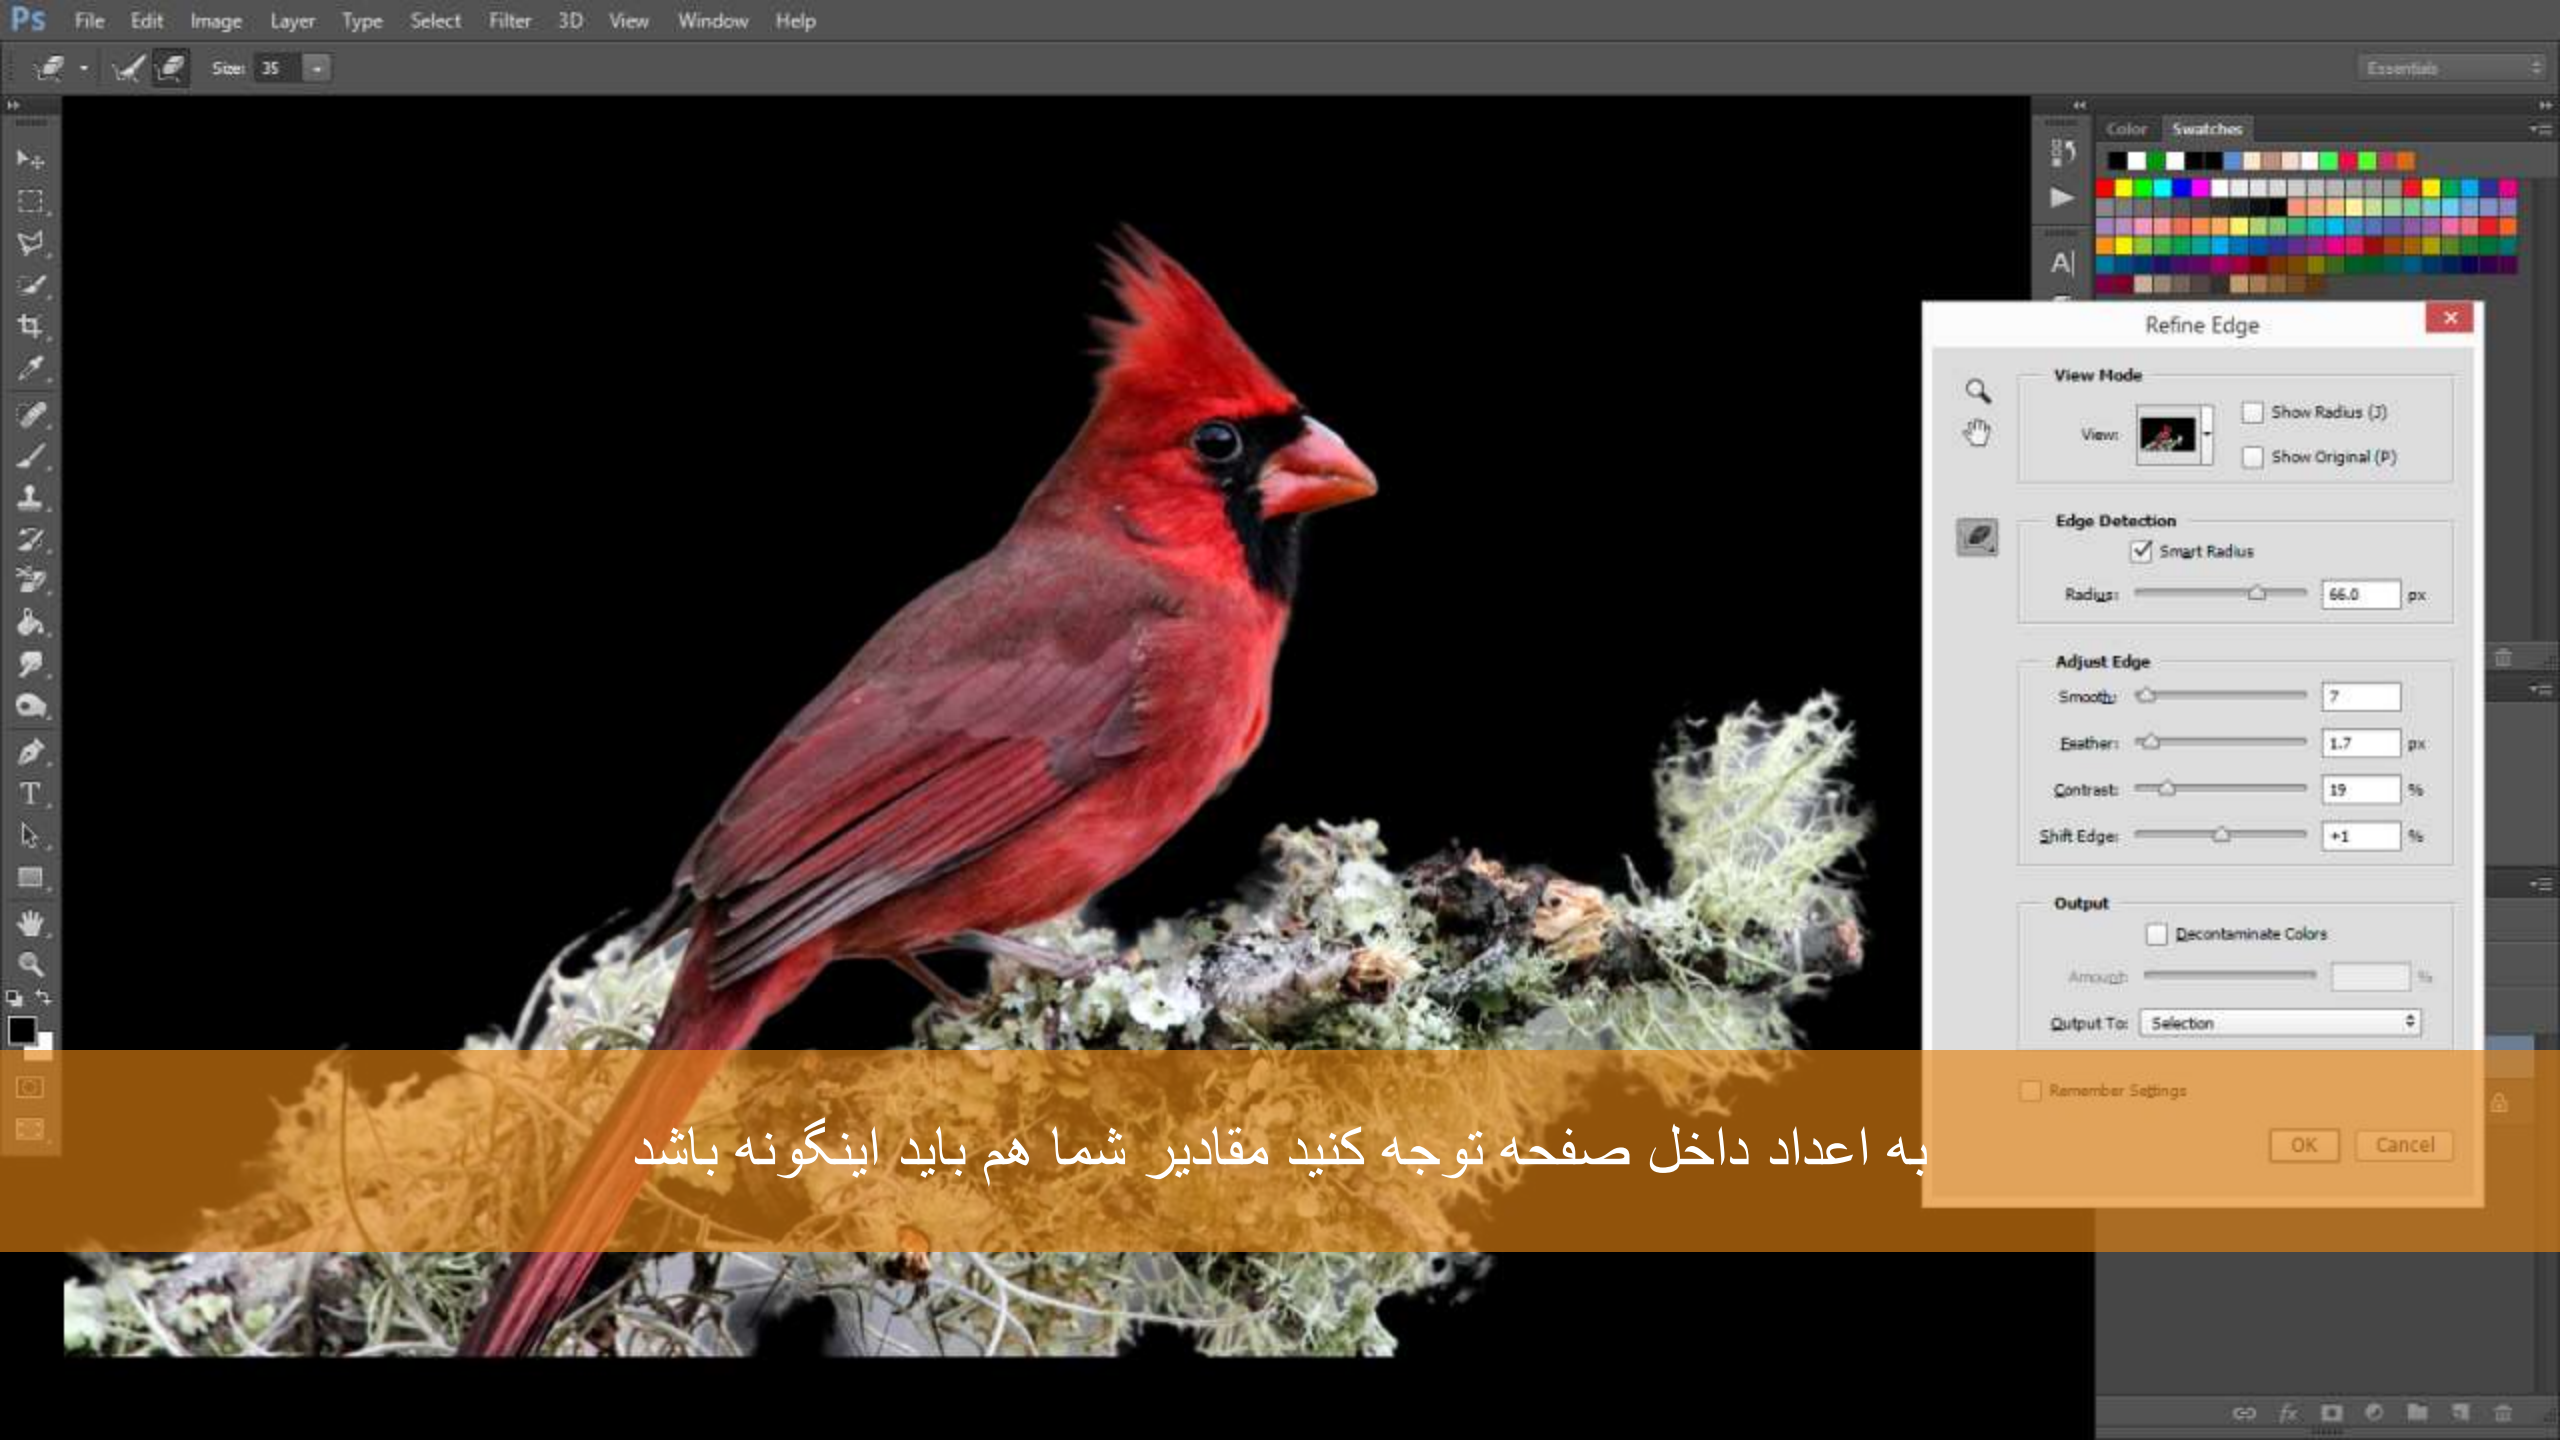 Ps File Edit Image Layer Type Select Filter 3D View Window Help
Size: 35 Essentials
Color Swatches
A
Refine Edge
View Mode
View: Show Radius (J)
Show Original (P)
Edge Detection
Smart Radius
Radius: 66.0 px
Adjust Edge
Smooth: 7
Feather: 1.7 px
Contrast: 19 %
Shift Edge: +1 %
Output
Decontaminate Colors
Amount: %
Output To: Selection
Remember Settings
OK Cancel
به اعداد داخل صفحه توجه کنید مقادیر شما هم باید اینگونه باشد
T
fx